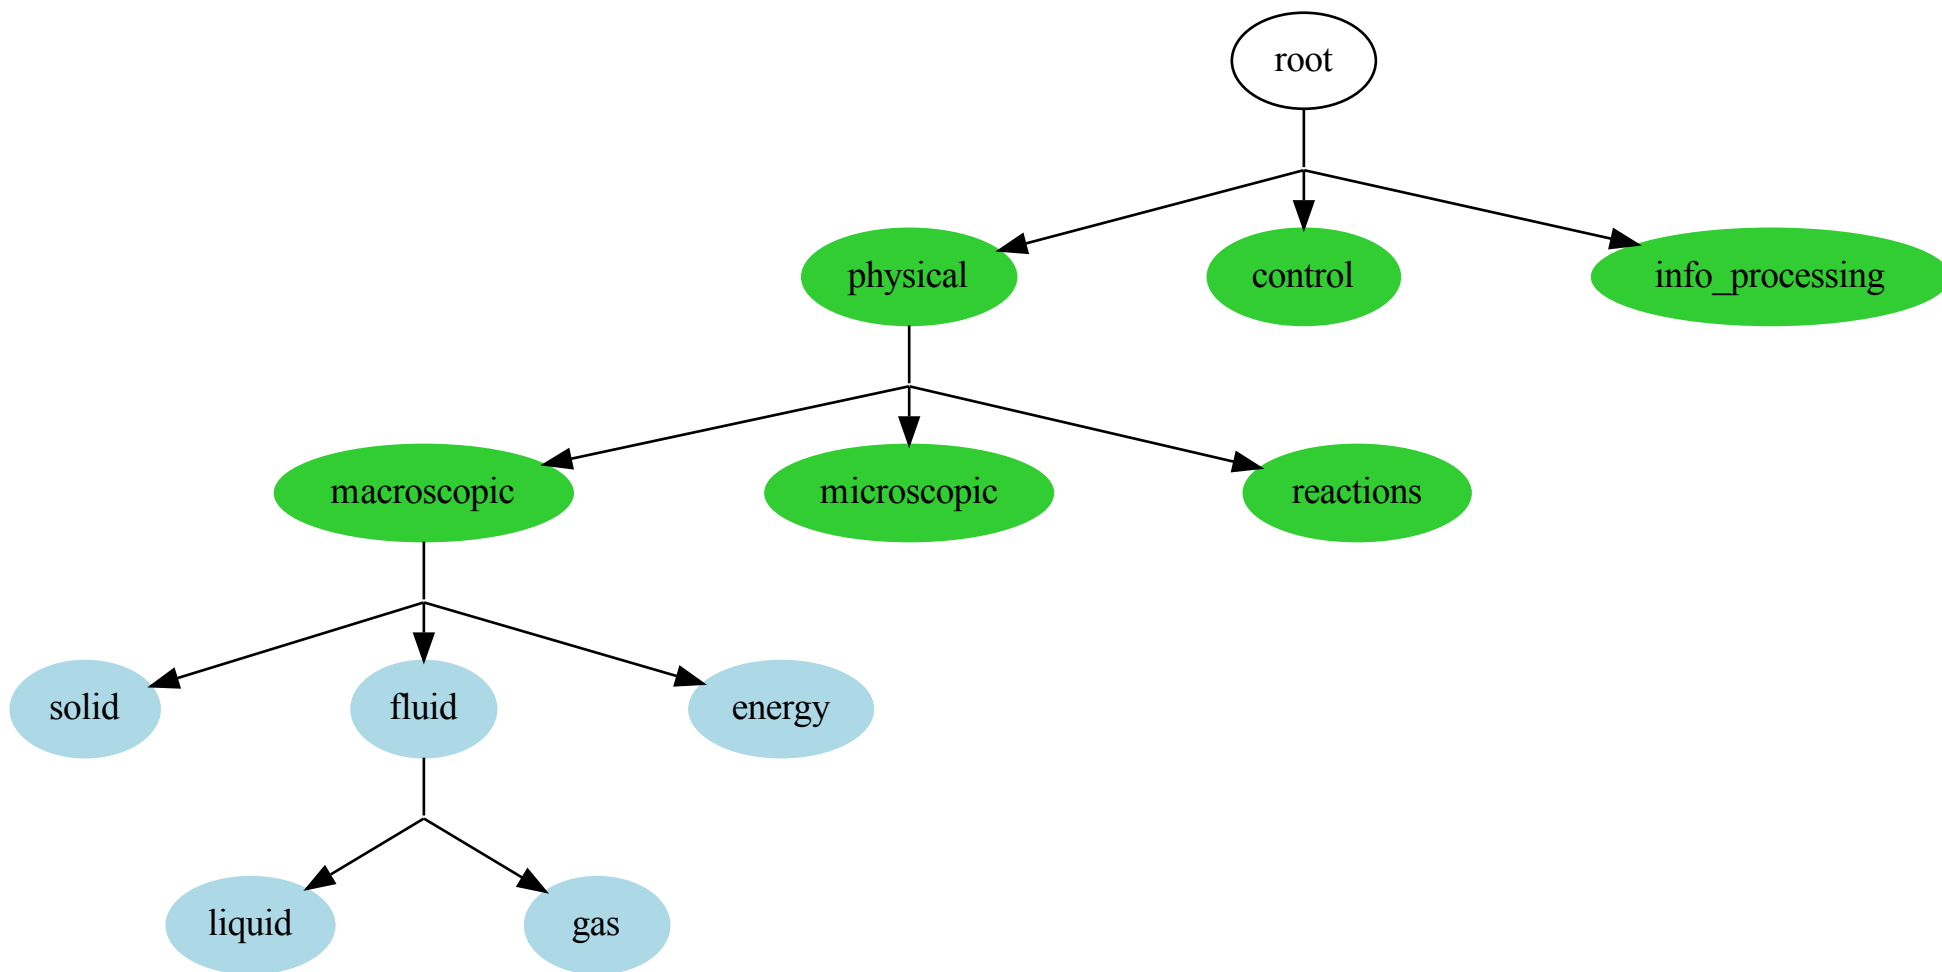 root
physical
control
info_processing
macroscopic
microscopic
reactions
solid
fluid
energy
liquid
gas